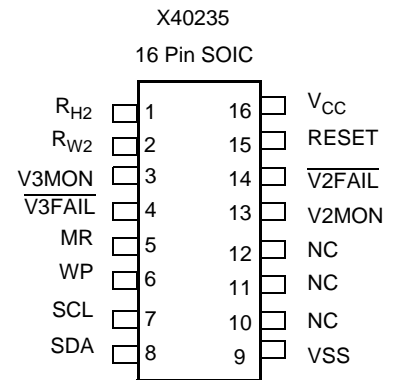 X40235
16 Pin SOIC
RH2 1 16 VCC
RW2 2 15 RESET
V3MON 3 14 V2FAIL
V3FAIL 4 13 V2MON
MR 5 12 NC
WP 6 11 NC
SCL 7 10 NC
SDA 8 9 VSS